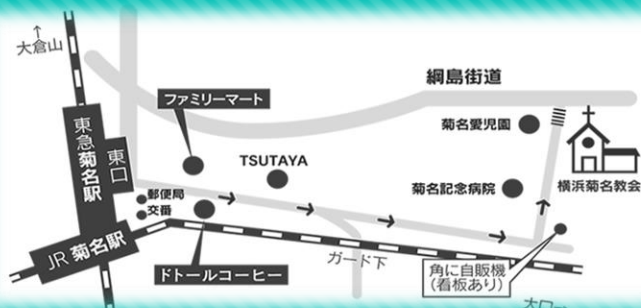 大倉山
綱島街道
ファミリーマート
東急菊名駅
東口
TSUTAYA
菊名愛児園
菊名記念病院
横浜菊名教会
郵便局
交番
JR 菊名駅
ドトールコーヒー
ガード下
角に自販機
(看板あり)